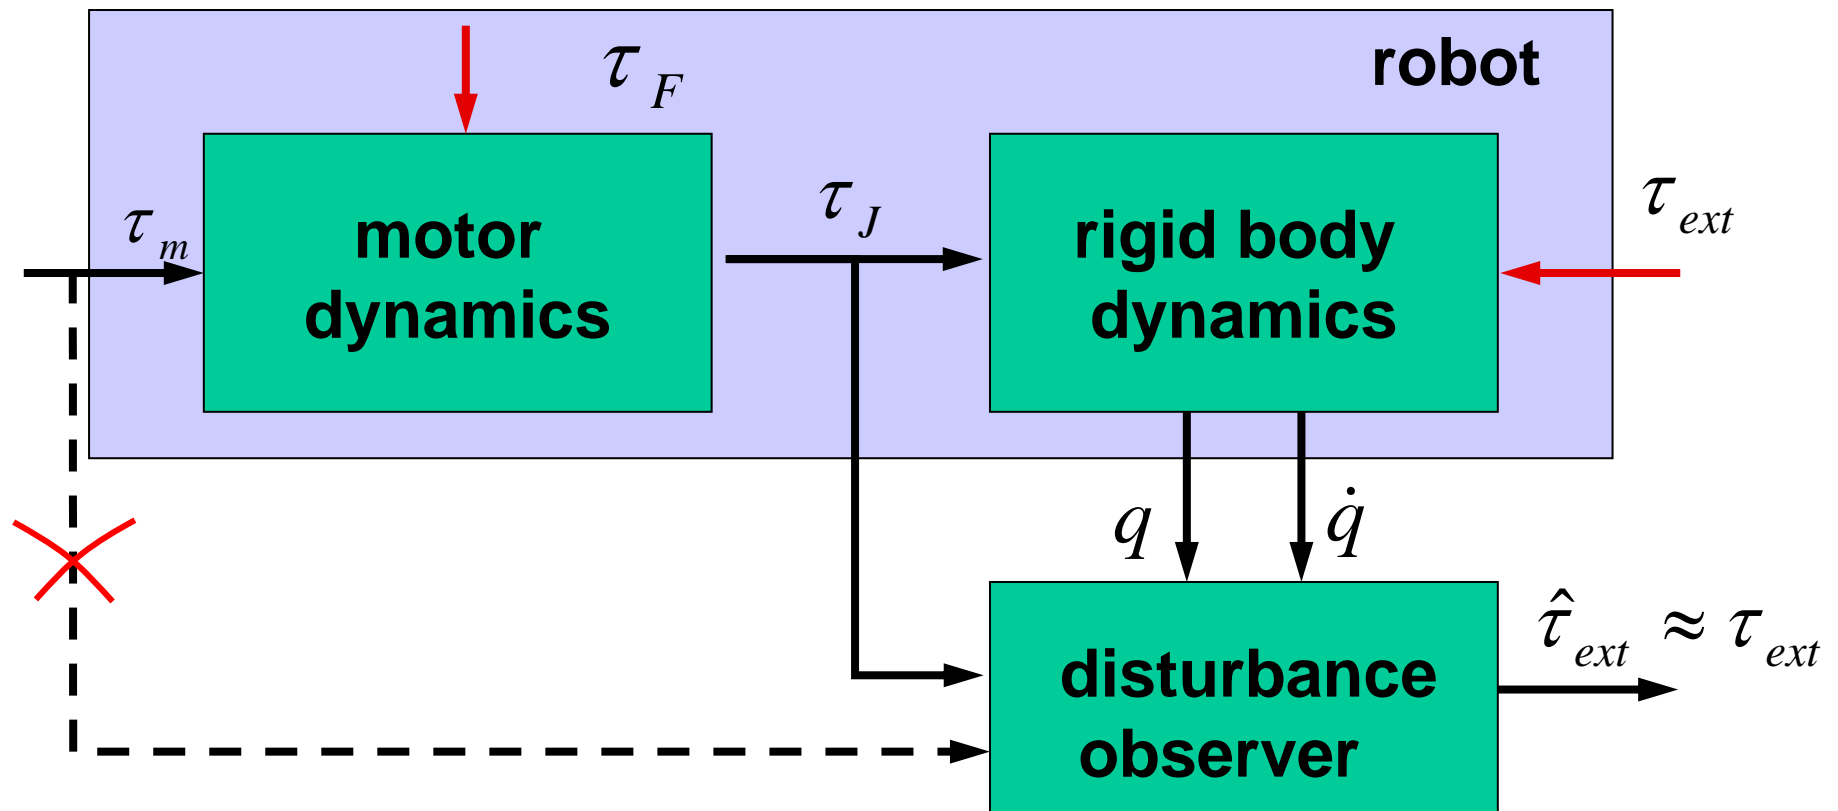 robot
τ_F
τ_m
motor
dynamics
τ_J
rigid body
dynamics
τ_ext
q
q̇
disturbance
observer
τ̂_ext ≈ τ_ext